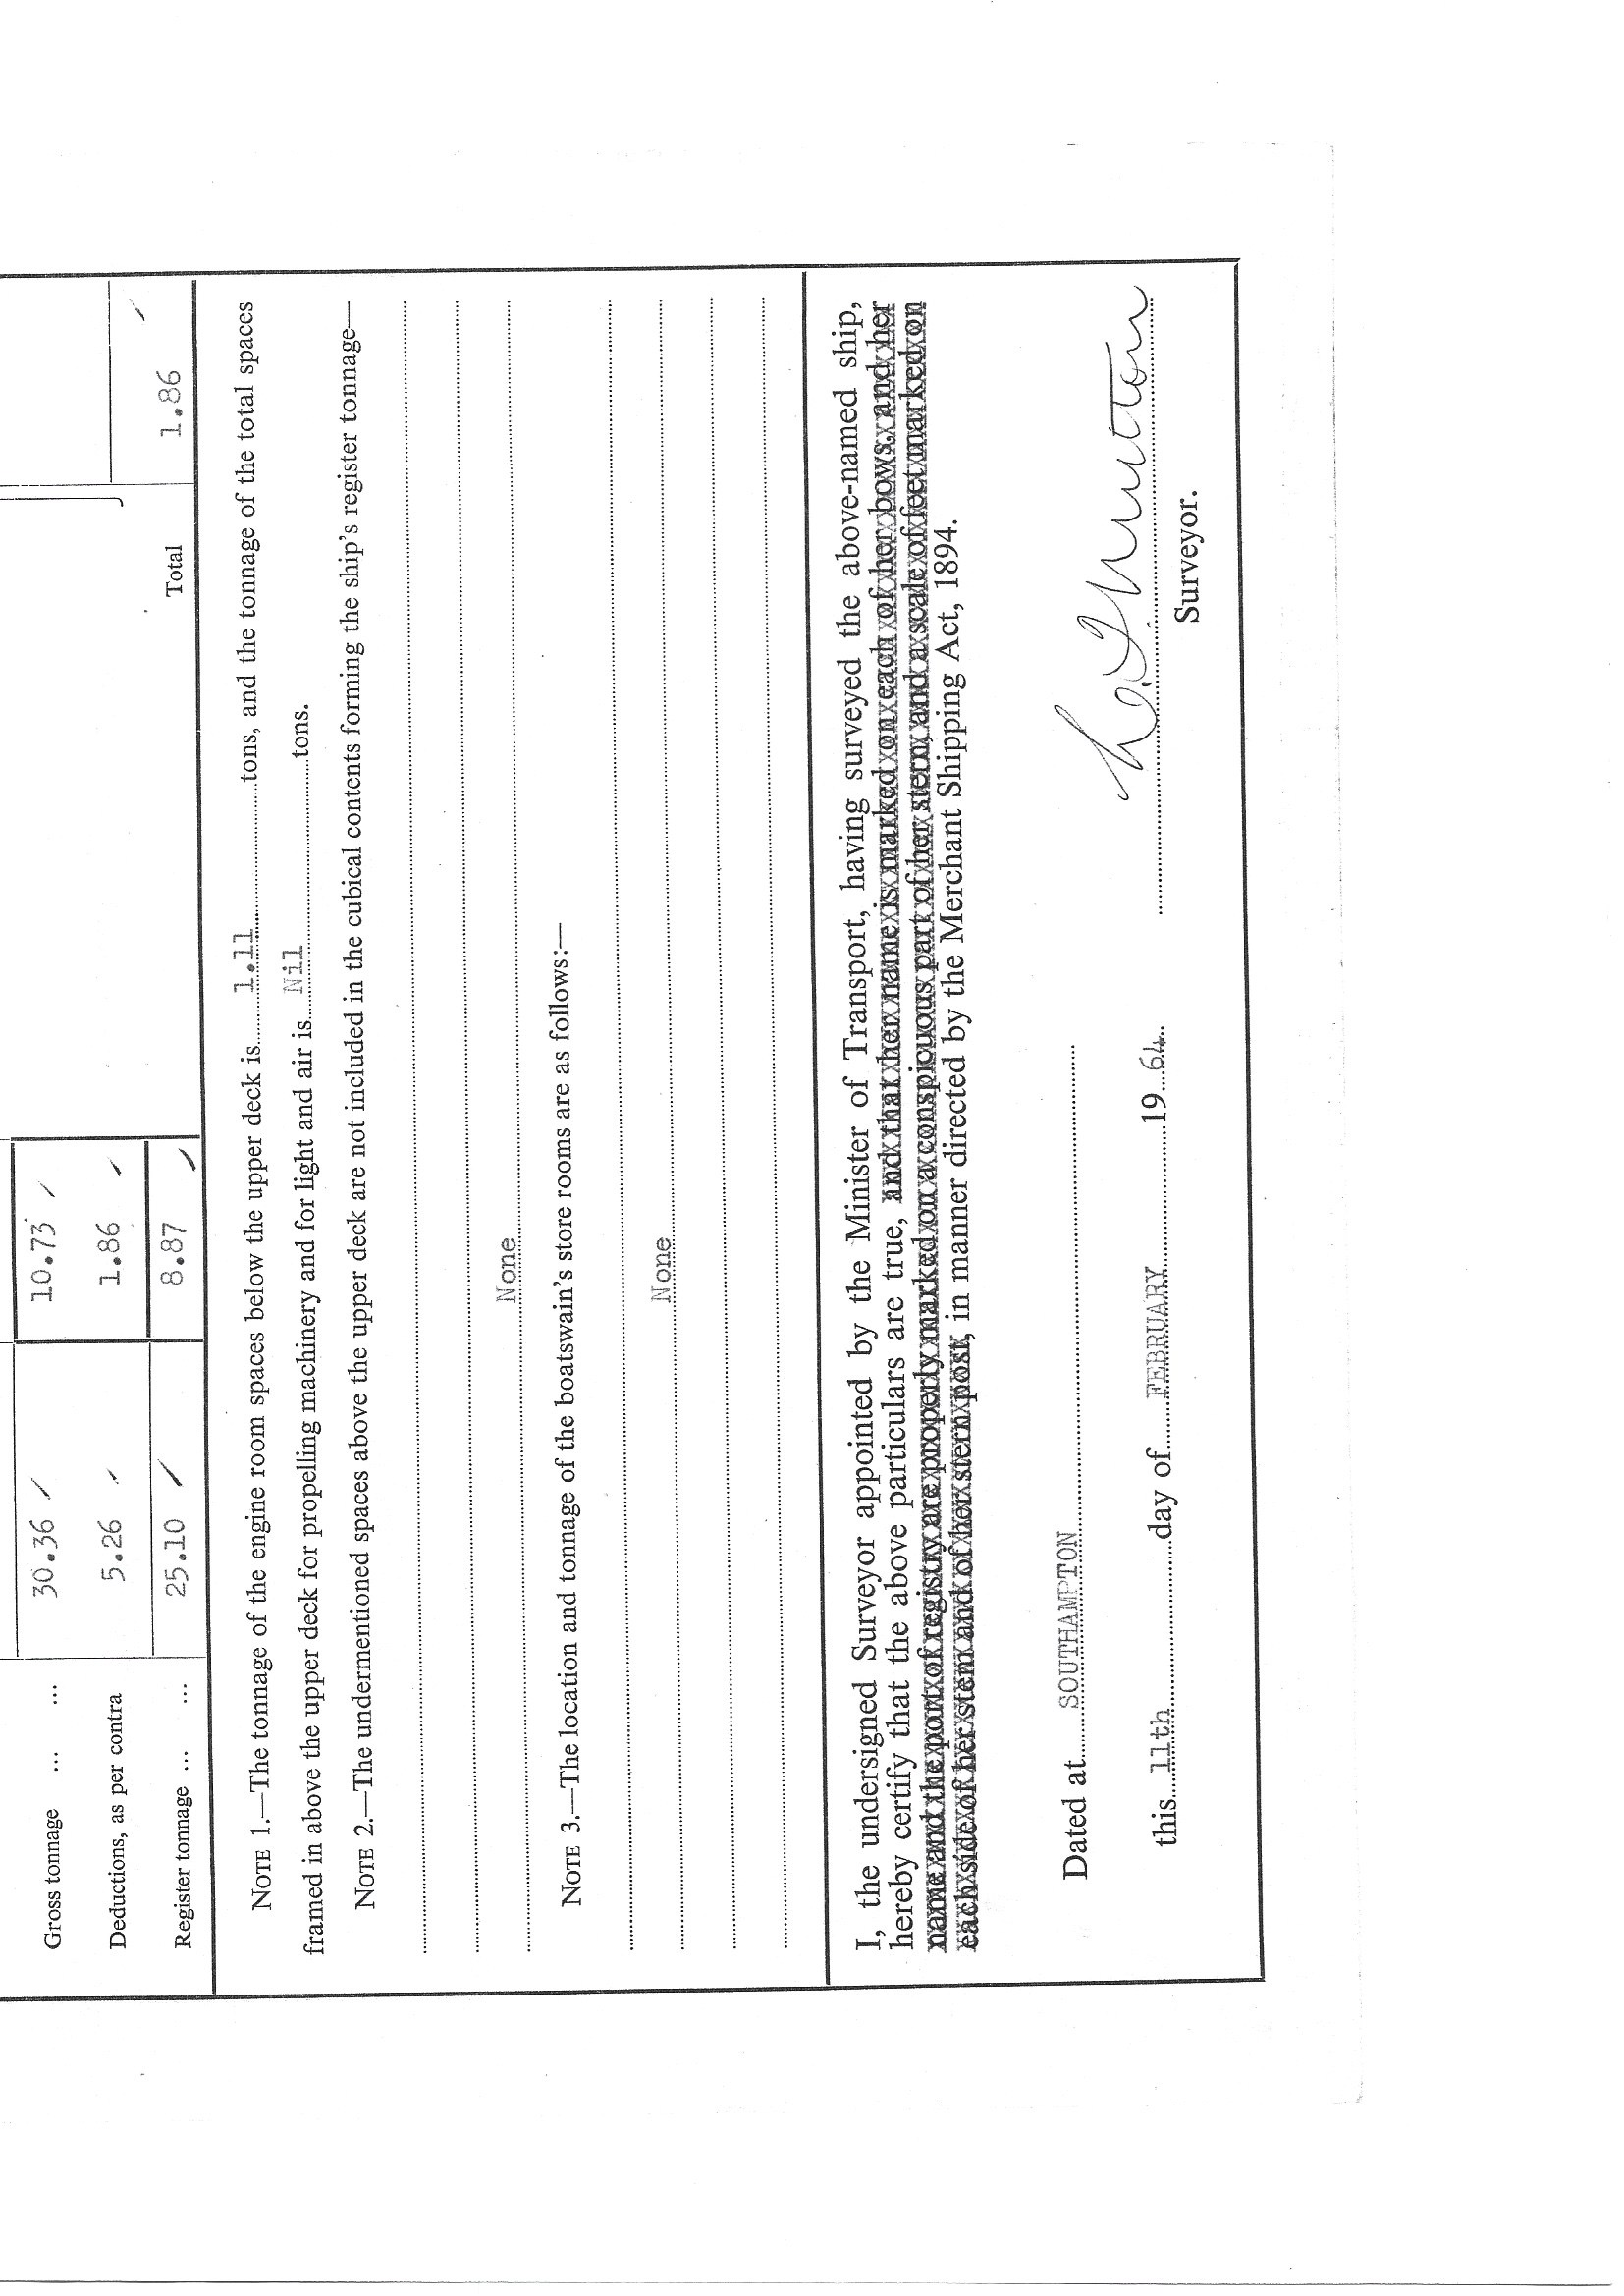 Gross tonnage ... ... 30.36 10.73
Deductions, as per contra 5.26 1.86
Register tonnage ... ... 25.10 8.87 Total 1.86
NOTE 1.—The tonnage of the engine room spaces below the upper deck is 1.11 tons, and the tonnage of the total spaces
framed in above the upper deck for propelling machinery and for light and air is Nil tons.
NOTE 2.—The undermentioned spaces above the upper deck are not included in the cubical contents forming the ship's register tonnage—
None
NOTE 3.—The location and tonnage of the boatswain's store rooms are as follows:—
None
I, the undersigned Surveyor appointed by the Minister of Transport, having surveyed the above-named ship,
hereby certify that the above particulars are true, and that her name is marked on each of her bows, and her
name and the port of registry are properly marked on a conspicuous part of her stern, and a scale of feet marked on
each side of her stem and of her stern post, in manner directed by the Merchant Shipping Act, 1894.
Dated at SOUTHAMPTON
this 11th day of FEBRUARY 1964
Surveyor.